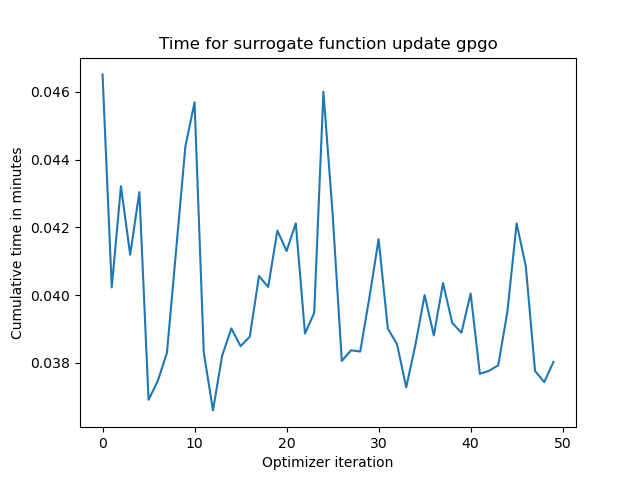 Time for surrogate function update gpgo
Cumulative time in minutes
0.046
0.044
0.042
0.040
0.038
0 10 20 30 40 50
Optimizer iteration